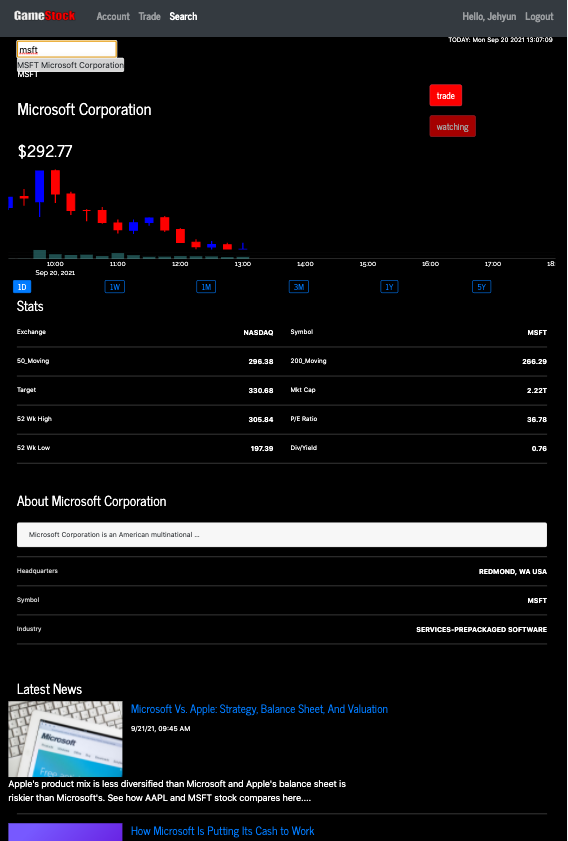 GameStock Account Trade Search Hello, Jehyun Logout
TODAY: Mon Sep 20 2021 13:07:09
msft
MSFT Microsoft Corporation
MSFT
Microsoft Corporation
trade
watching
$292.77
10:00 11:00 12:00 13:00 14:00 15:00 16:00 17:00 18:
Sep 20, 2021
1D 1W 1M 3M 1Y 5Y
Stats
Exchange NASDAQ Symbol MSFT
50_Moving 296.38 200_Moving 266.29
Target 330.68 Mkt Cap 2.22T
52 Wk High 305.84 P/E Ratio 36.78
52 Wk Low 197.39 Div/Yield 0.76
About Microsoft Corporation
Microsoft Corporation is an American multinational ...
Headquarters REDMOND, WA USA
Symbol MSFT
Industry SERVICES-PREPACKAGED SOFTWARE
Latest News
Microsoft Vs. Apple: Strategy, Balance Sheet, And Valuation
9/21/21, 09:45 AM
Microsoft
Apple's product mix is less diversified than Microsoft and Apple's balance sheet is
riskier than Microsoft's. See how AAPL and MSFT stock compares here....
How Microsoft Is Putting Its Cash to Work